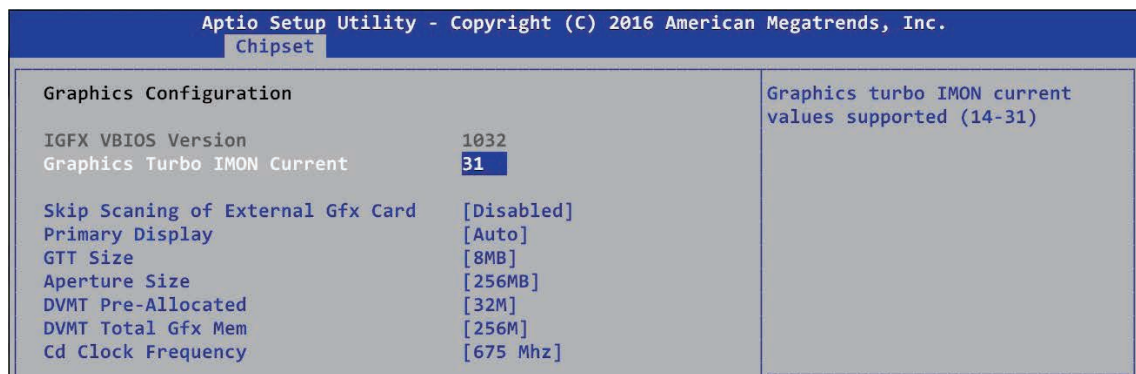 Aptio Setup Utility - Copyright (C) 2016 American Megatrends, Inc.
Chipset
Graphics Configuration
IGFX VBIOS Version 1032
Graphics Turbo IMON Current 31
Skip Scaning of External Gfx Card [Disabled]
Primary Display [Auto]
GTT Size [8MB]
Aperture Size [256MB]
DVMT Pre-Allocated [32M]
DVMT Total Gfx Mem [256M]
Cd Clock Frequency [675 Mhz]
Graphics turbo IMON current
values supported (14-31)